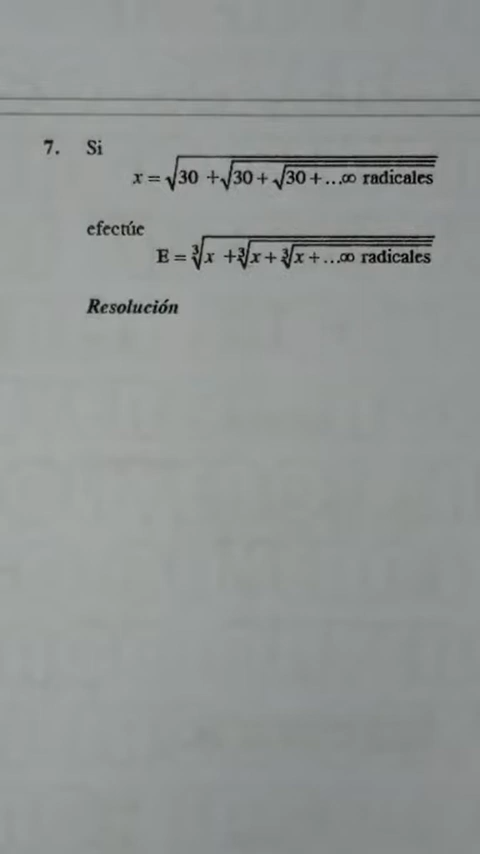 7. Si
x = √30 + √30 + √30 + ...∞ radicales
efectúe
E = ∛x + ∛x + ∛x + ...∞ radicales
Resolución